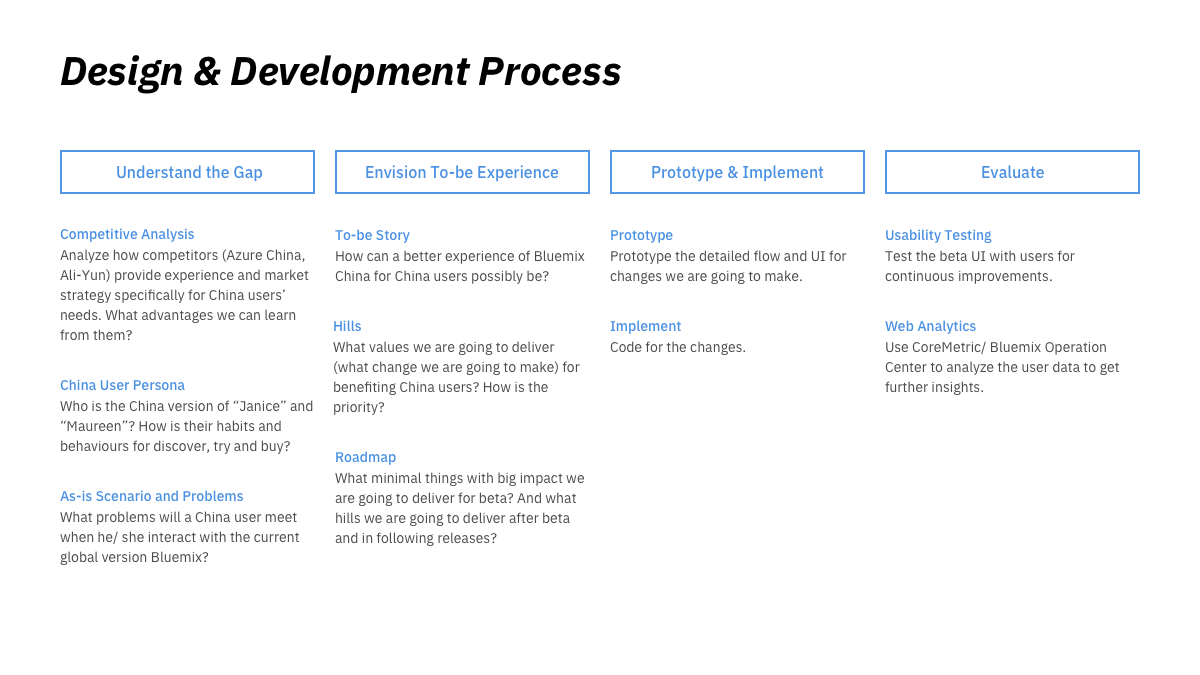 Design & Development Process
Understand the Gap
Competitive Analysis
Analyze how competitors (Azure China,
Ali-Yun) provide experience and market
strategy specifically for China users’
needs. What advantages we can learn
from them?
China User Persona
Who is the China version of “Janice” and
“Maureen”? How is their habits and
behaviours for discover, try and buy?
As-is Scenario and Problems
What problems will a China user meet
when he/ she interact with the current
global version Bluemix?
Envision To-be Experience
To-be Story
How can a better experience of Bluemix
China for China users possibly be?
Hills
What values we are going to deliver
(what change we are going to make) for
benefiting China users? How is the
priority?
Roadmap
What minimal things with big impact we
are going to deliver for beta? And what
hills we are going to deliver after beta
and in following releases?
Prototype & Implement
Prototype
Prototype the detailed flow and UI for
changes we are going to make.
Implement
Code for the changes.
Evaluate
Usability Testing
Test the beta UI with users for
continuous improvements.
Web Analytics
Use CoreMetric/ Bluemix Operation
Center to analyze the user data to get
further insights.